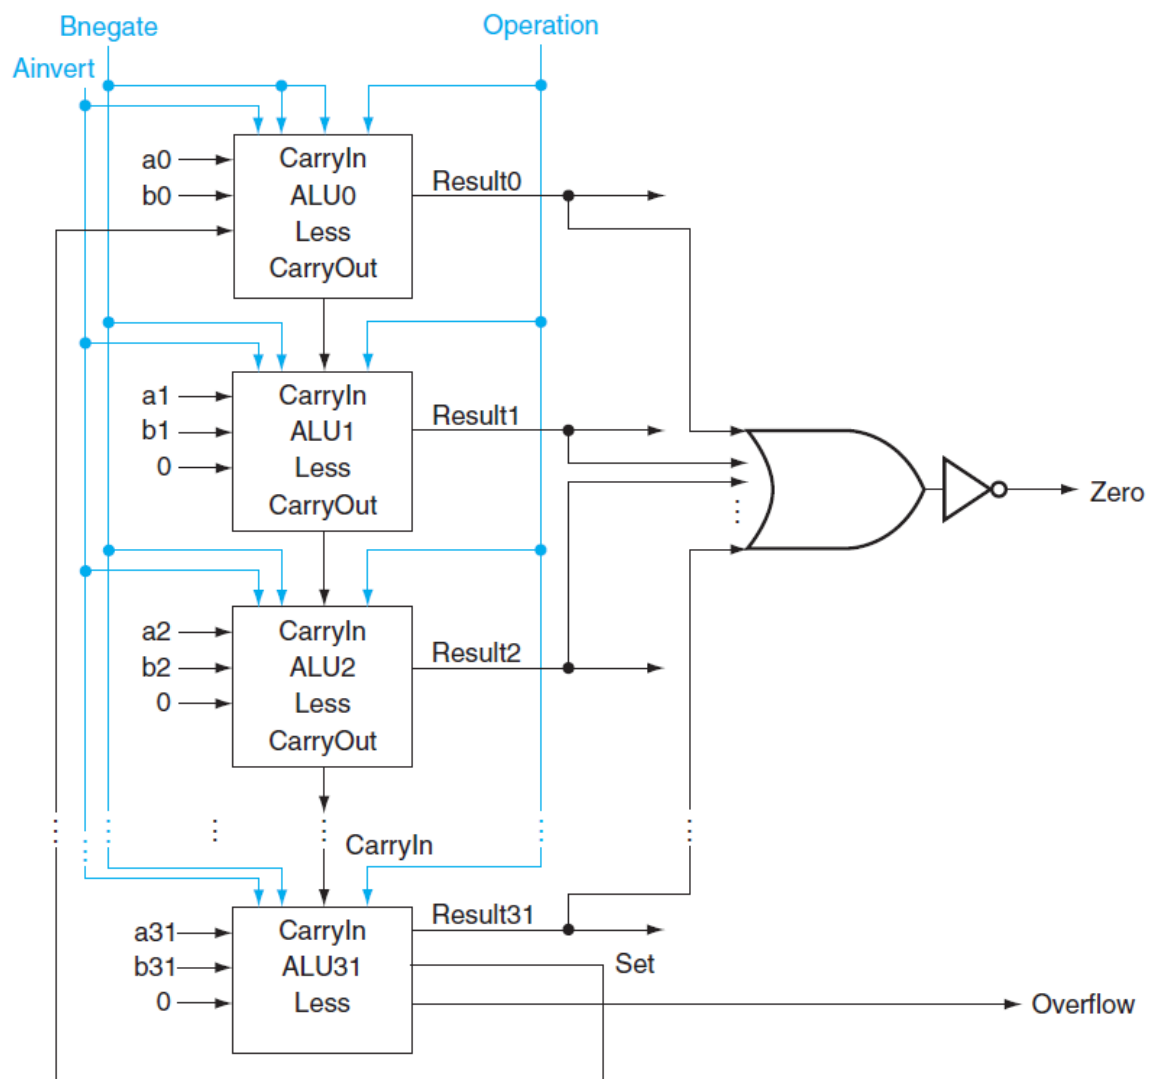 Bnegate
Operation
Ainvert
a0
b0
CarryIn
ALU0
Less
CarryOut
Result0
a1
b1
0
CarryIn
ALU1
Less
CarryOut
Result1
Zero
a2
b2
0
CarryIn
ALU2
Less
CarryOut
Result2
CarryIn
a31
b31
0
CarryIn
ALU31
Less
Result31
Set
Overflow